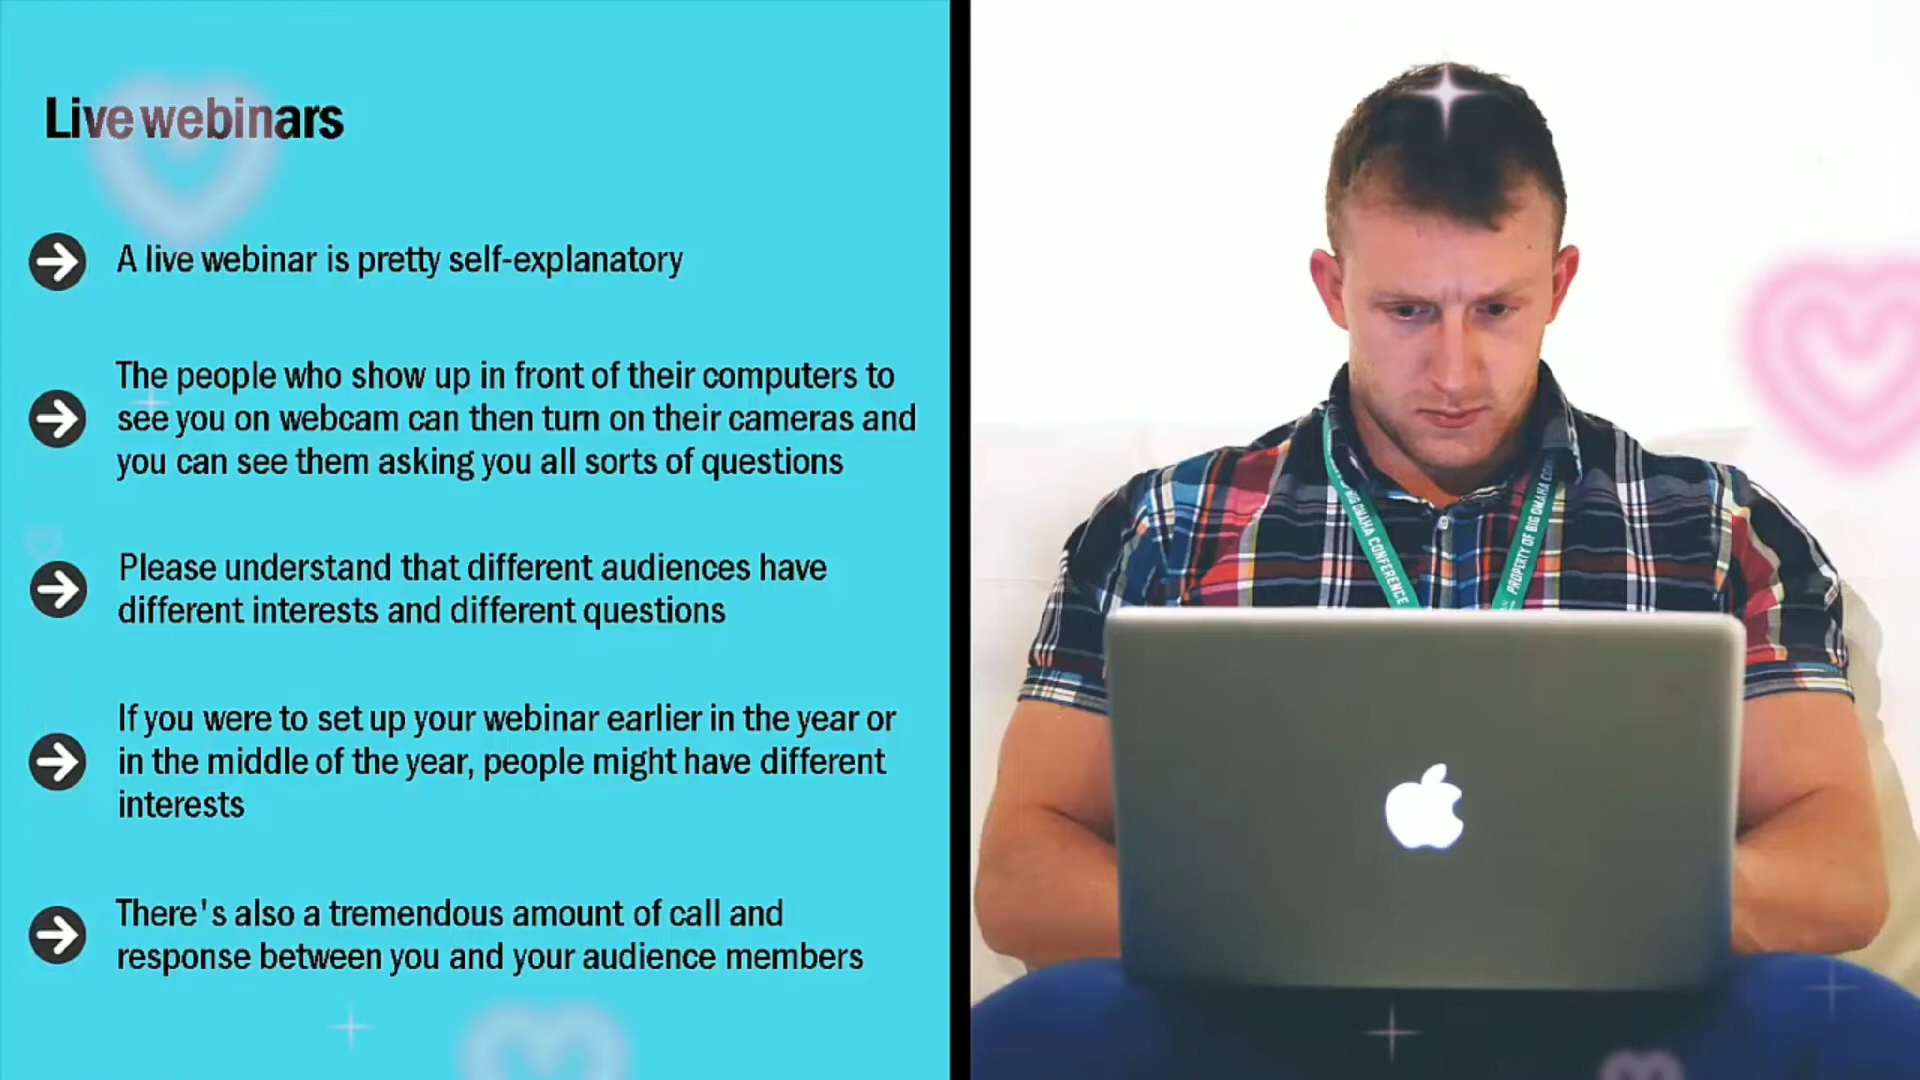 Live webinars
A live webinar is pretty self-explanatory
The people who show up in front of their computers to
see you on webcam can then turn on their cameras and
you can see them asking you all sorts of questions
Please understand that different audiences have
different interests and different questions
If you were to set up your webinar earlier in the year or
in the middle of the year, people might have different
interests
There's also a tremendous amount of call and
response between you and your audience members
BIG OMAHA CONFERENCE
PROPERTY OF BIG OMAHA